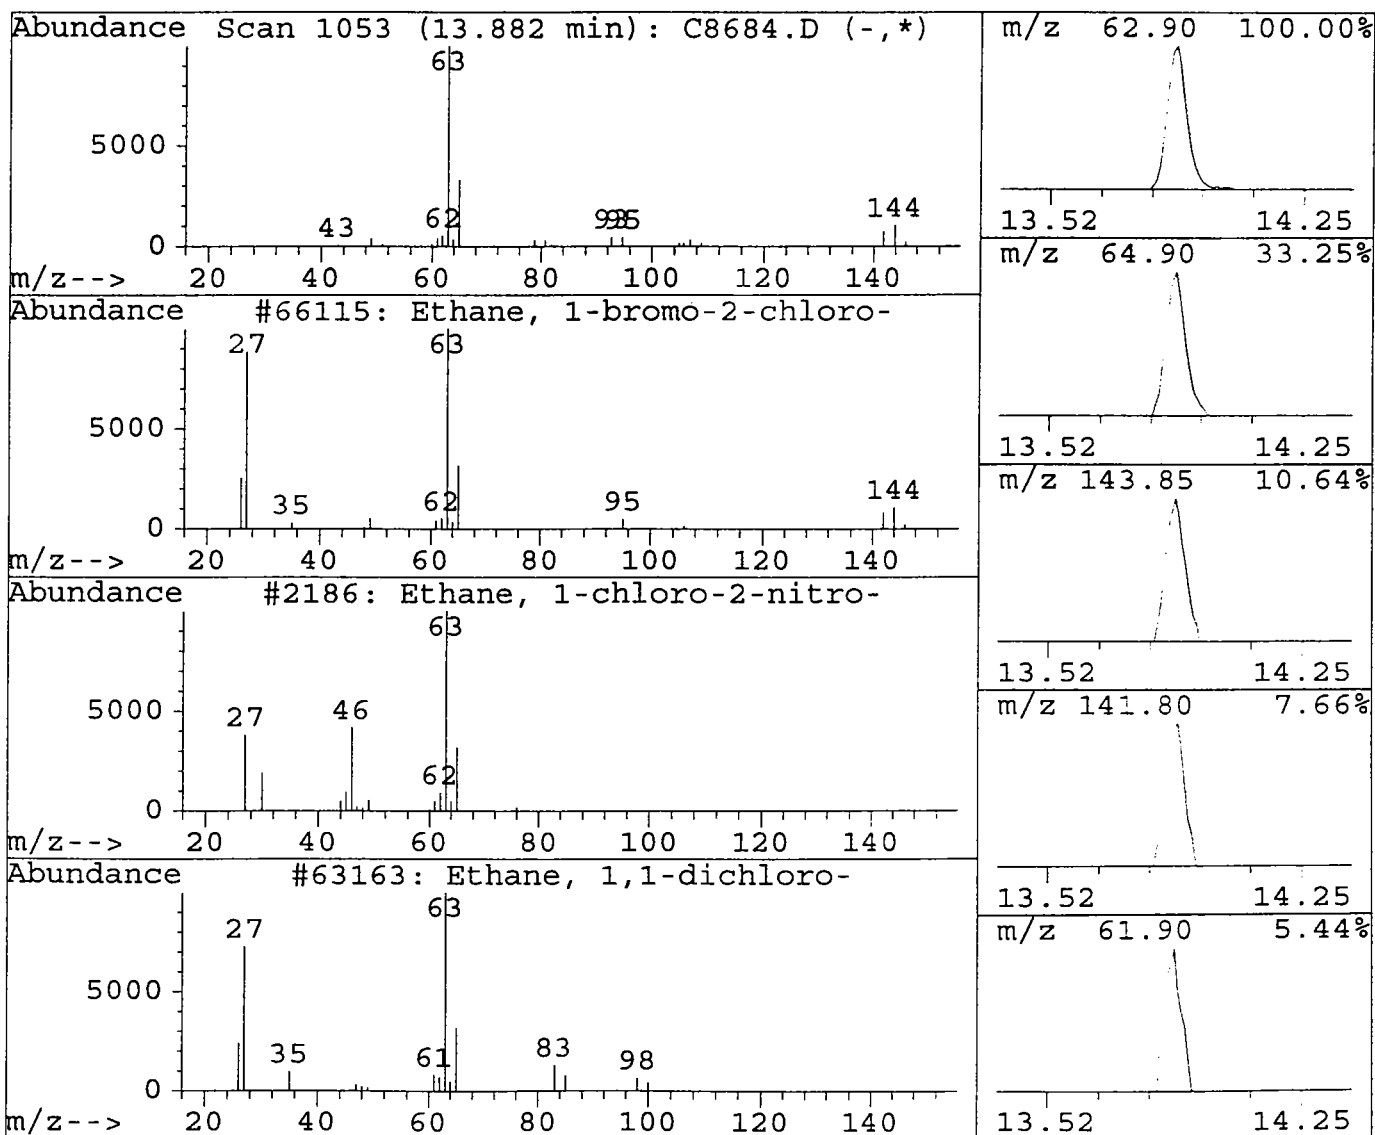 Abundance Scan 1053 (13.882 min): C8684.D (-,*)
63
5000
43 62 95 144
0
20 40 60 80 100 120 140
m/z-->
Abundance #66115: Ethane, 1-bromo-2-chloro-
27 63
5000
35 62 95 144
0
20 40 60 80 100 120 140
m/z-->
Abundance #2186: Ethane, 1-chloro-2-nitro-
63
5000 27 46
62
0
20 40 60 80 100 120 140
m/z-->
Abundance #63163: Ethane, 1,1-dichloro-
63
27
5000
35 61 83 98
0
20 40 60 80 100 120 140
m/z-->
m/z 62.90 100.00%
13.52 14.25
m/z 64.90 33.25%
13.52 14.25
m/z 143.85 10.64%
13.52 14.25
m/z 141.80 7.66%
13.52 14.25
m/z 61.90 5.44%
13.52 14.25